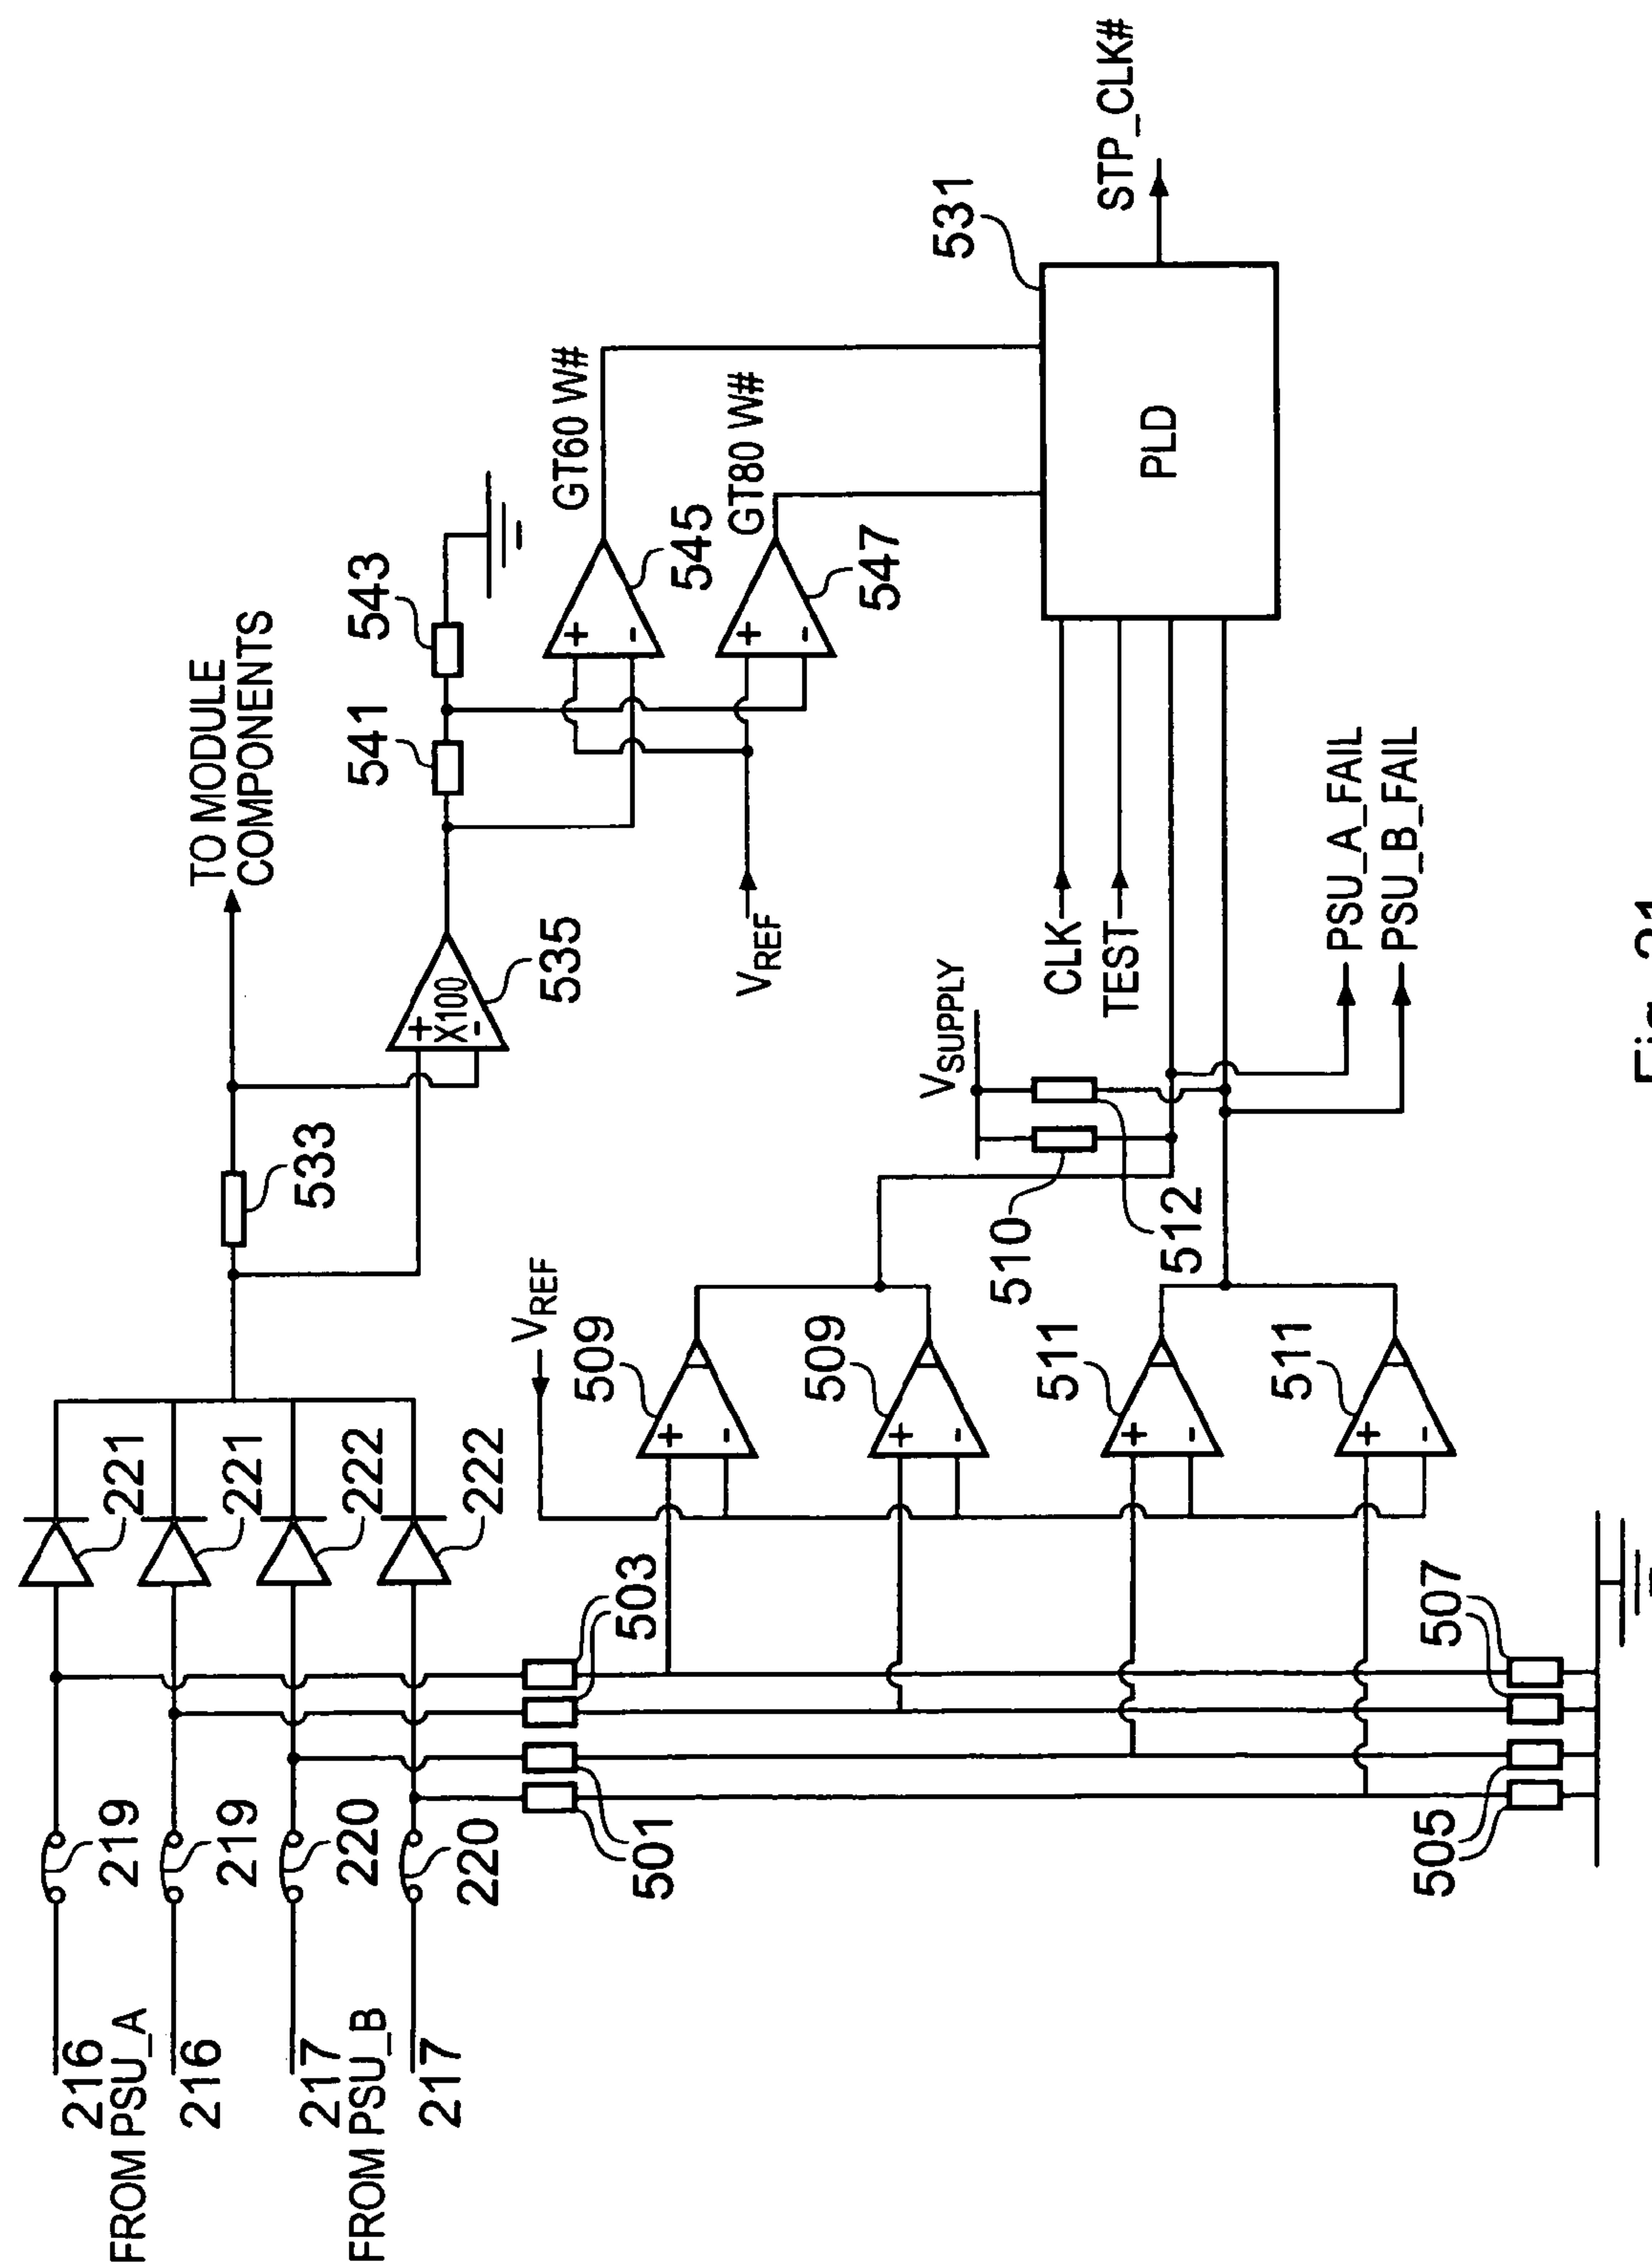 216
FROM PSU_A
216
217
FROM PSU_B
217
219
219
220
220
221
221
222
222
501
503
505
507
533
TO MODULE
COMPONENTS
+
X100
-
535
541
543
VREF
+
-
GT60 W#
545
+
-
GT80 W#
547
VREF
509
+
-
509
+
-
511
+
-
511
+
-
VSUPPLY
510
512
CLK
TEST
PLD
531
STP_CLK#
PSU_A_FAIL
PSU_B_FAIL